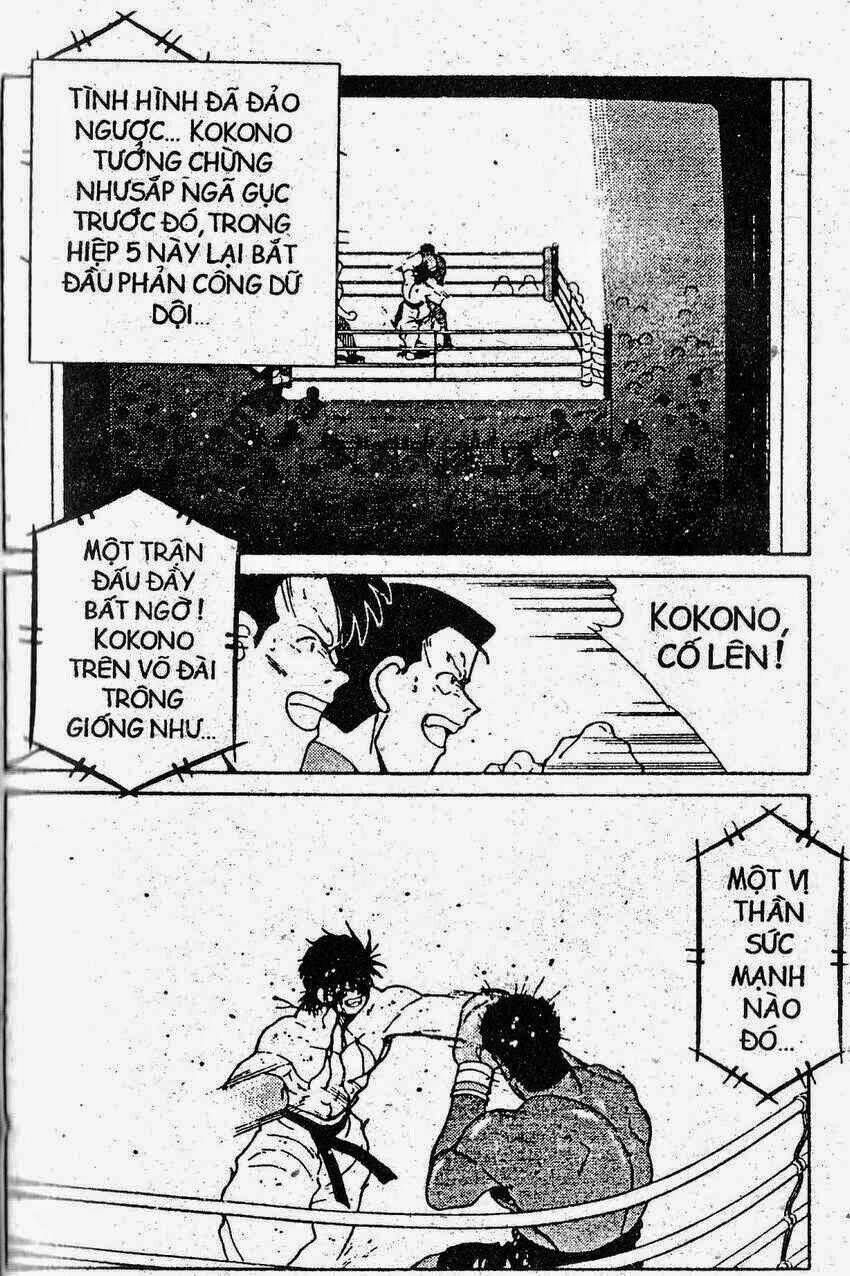 TÌNH HÌNH ĐÃ ĐẢO
NGƯỢC... KOKONO
TƯỞNG CHỪNG
NHƯSẮP NGÃ GỤC
TRƯỚC ĐÓ, TRONG
HIỆP 5 NÀY LẠI BẮT
ĐẦU PHẢN CÔNG DỮ
DỘI...
MỘT TRẬN
ĐẤU ĐẦY
BẤT NGỜ!
KOKONO
TRÊN VÕ ĐÀI
TRÔNG
GIỐNG NHƯ...
KOKONO,
CỐ LÊN!
MỘT VỊ
THẦN
SỨC
MẠNH
NÀO
ĐÓ...